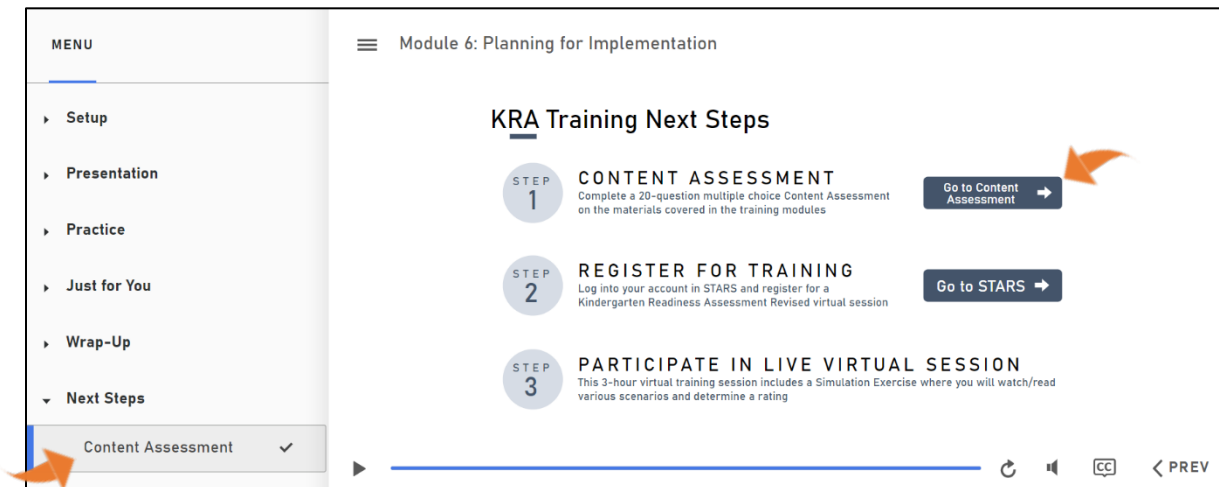 MENU
Module 6: Planning for Implementation
Setup
Presentation
Practice
Just for You
Wrap-Up
Next Steps
Content Assessment
KRA Training Next Steps
STEP
1
CONTENT ASSESSMENT
Complete a 20-question multiple choice Content Assessment
on the materials covered in the training modules
Go to Content
Assessment
STEP
2
REGISTER FOR TRAINING
Log into your account in STARS and register for a
Kindergarten Readiness Assessment Revised virtual session
Go to STARS
STEP
3
PARTICIPATE IN LIVE VIRTUAL SESSION
This 3-hour virtual training session includes a Simulation Exercise where you will watch/read
various scenarios and determine a rating
CC
PREV